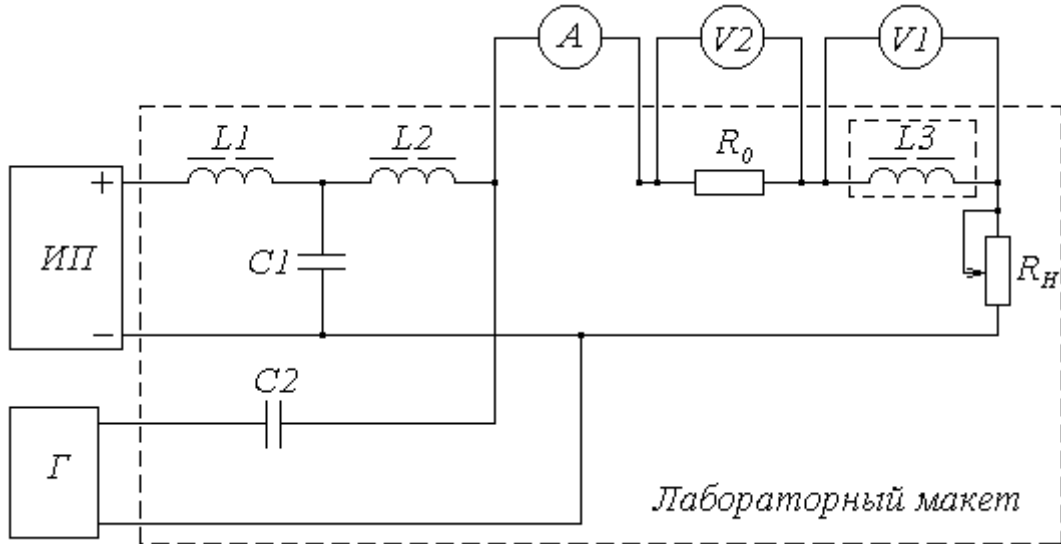 A
V2
V1
L1
L2
R₀
L3
+
ИП
C1
Rн
−
C2
Г
Лабораторный макет